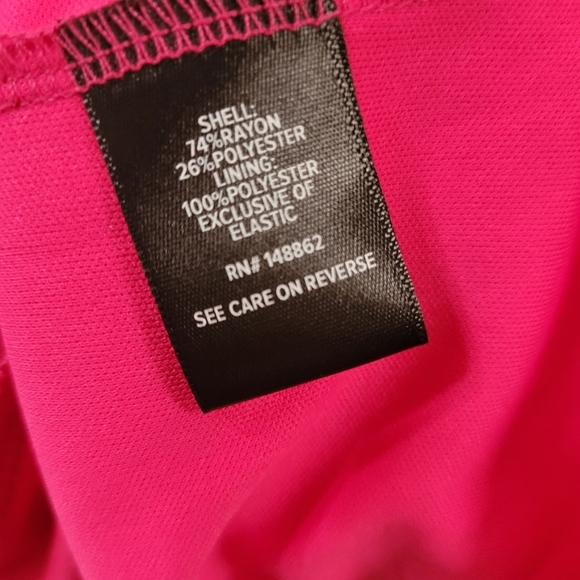 SHELL:
74%RAYON
26%POLYESTER
LINING:
100%POLYESTER
EXCLUSIVE OF
ELASTIC
RN# 148862
SEE CARE ON REVERSE